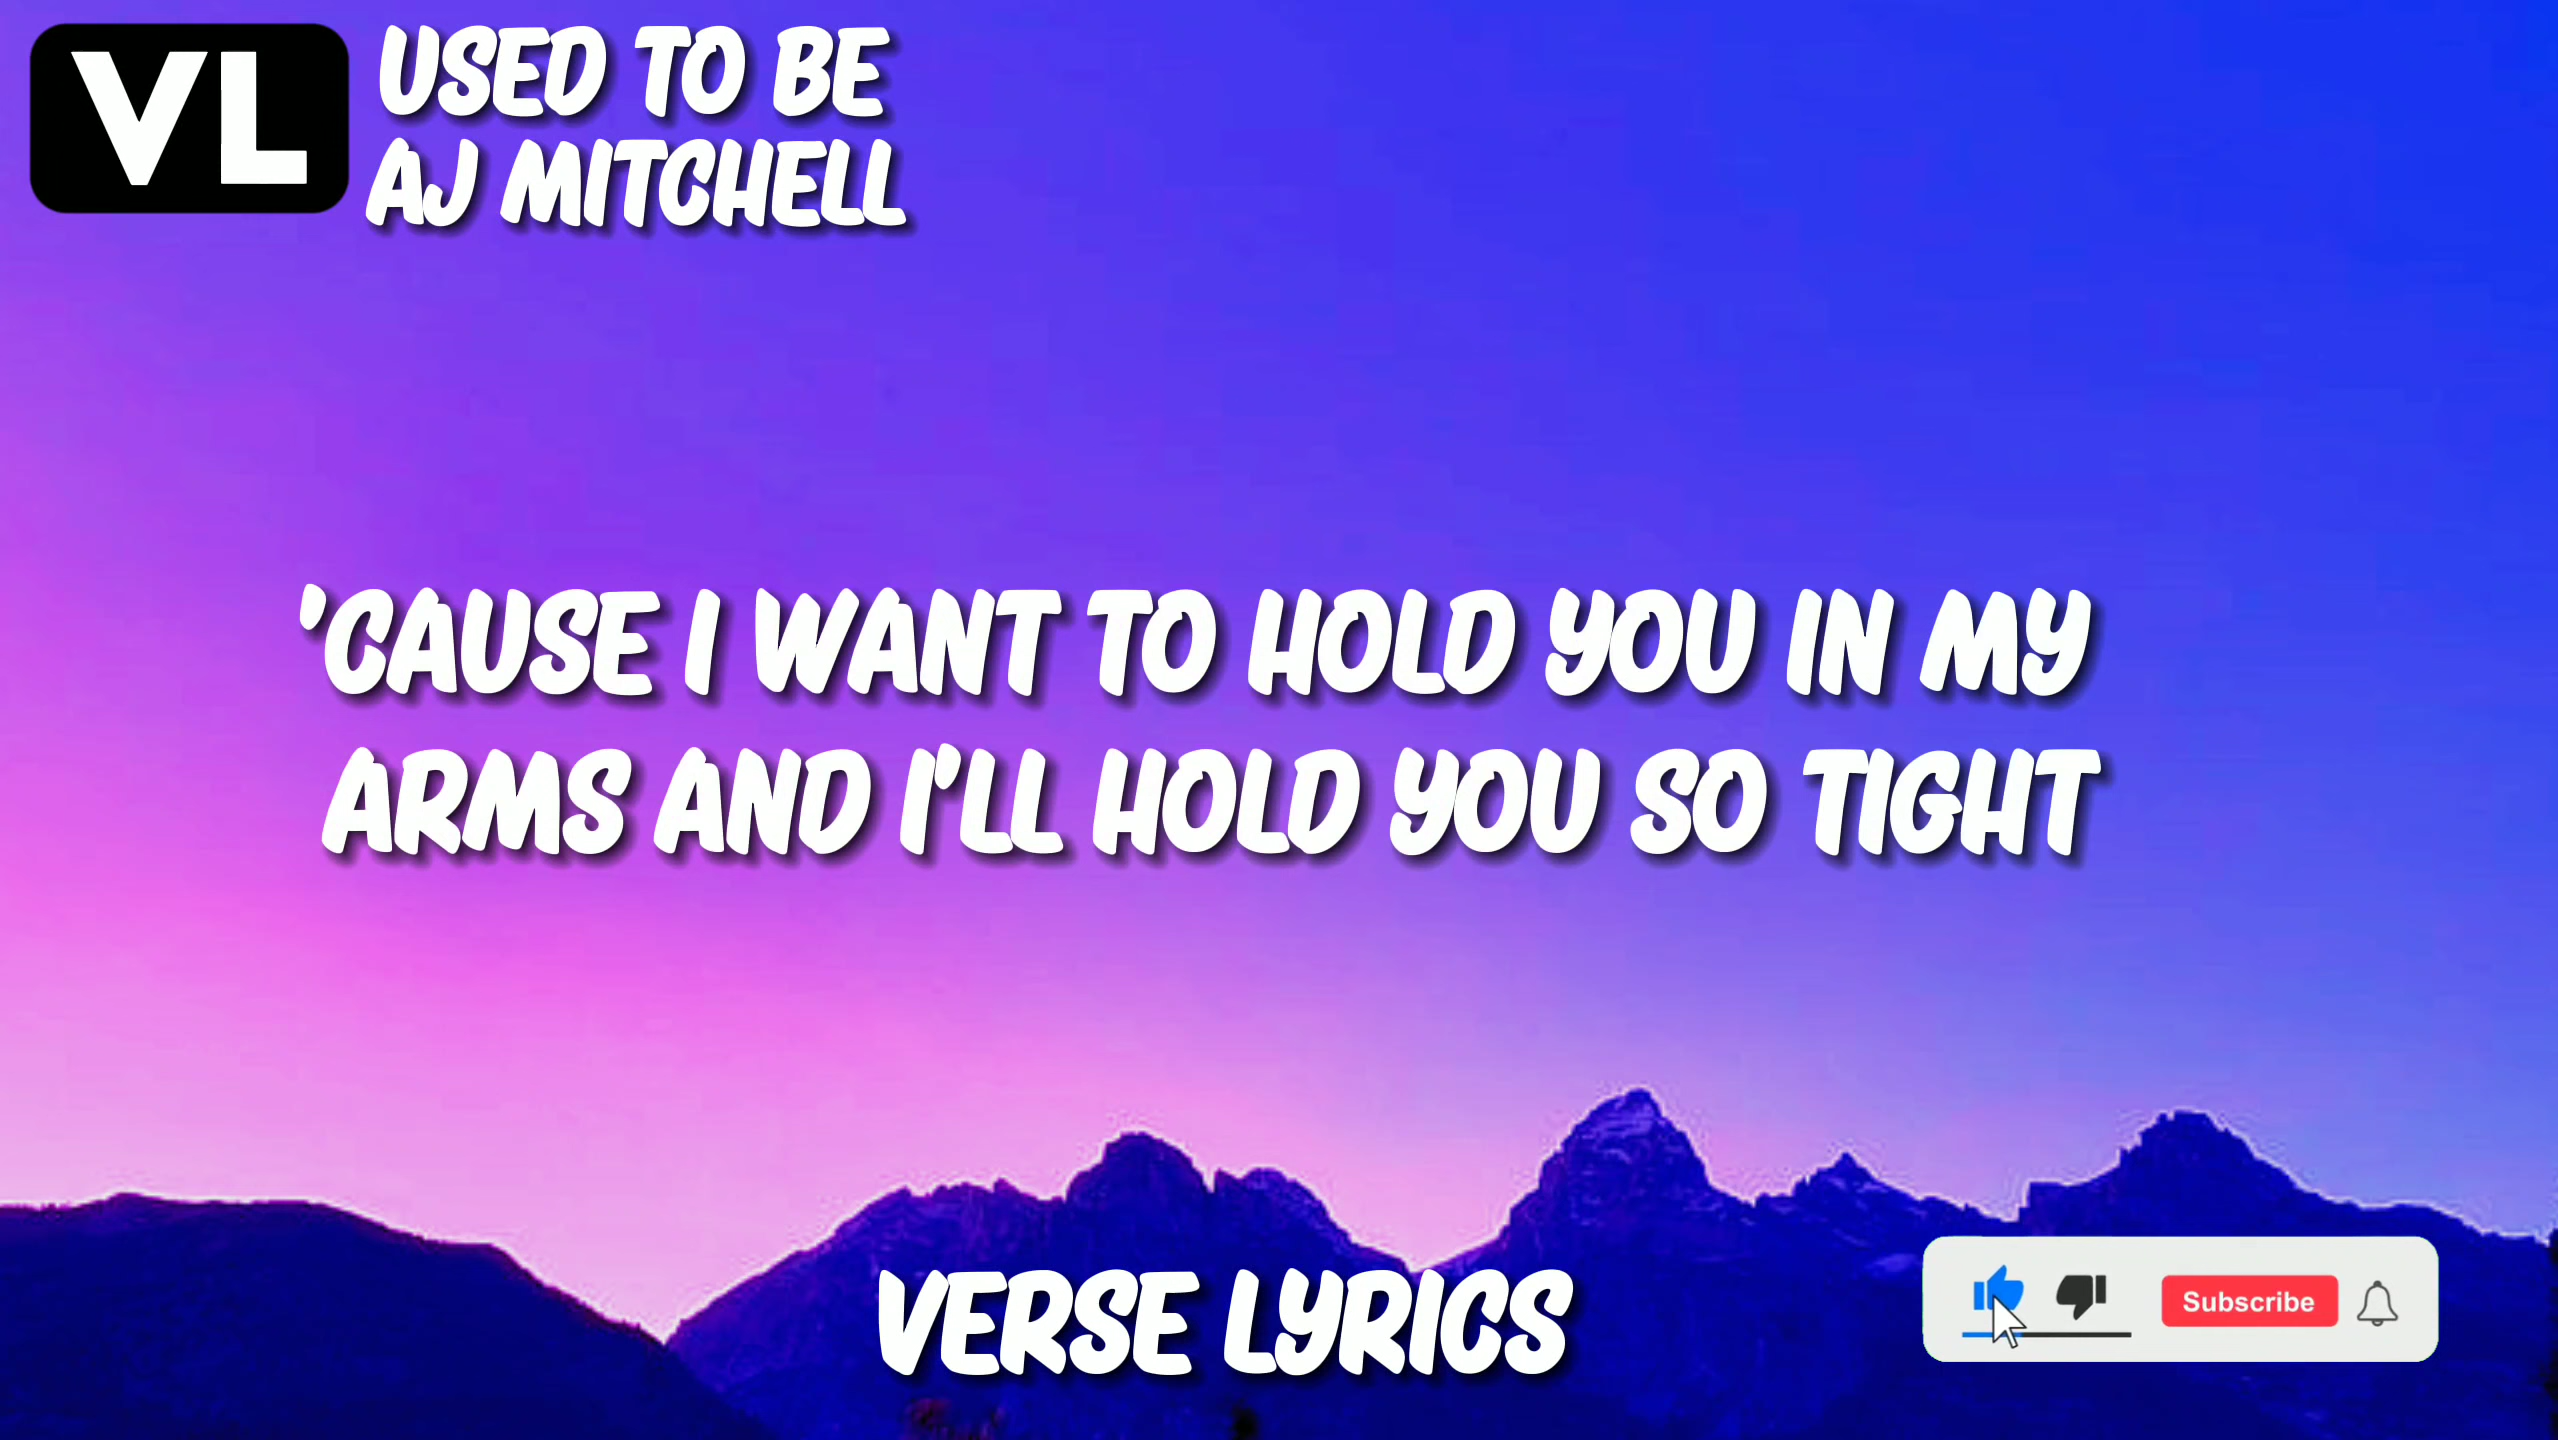 VL
USED TO BE
AJ MITCHELL
'CAUSE I WANT TO HOLD YOU IN MY
ARMS AND I'LL HOLD YOU SO TIGHT
VERSE LYRICS
Subscribe